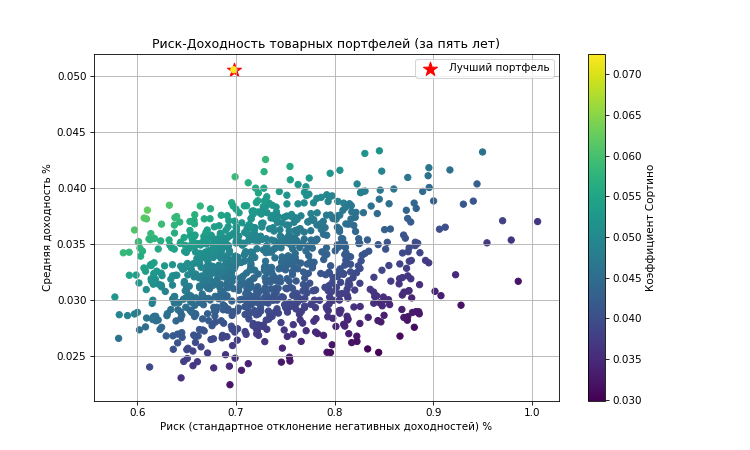 Риск-Доходность товарных портфелей (за пять лет)
Лучший портфель
0.050
0.045
0.040
0.035
0.030
0.025
Средняя доходность %
0.6 0.7 0.8 0.9 1.0
Риск (стандартное отклонение негативных доходностей) %
0.070
0.065
0.060
0.055
0.050
0.045
0.040
0.035
0.030
Коэффициент Сортино